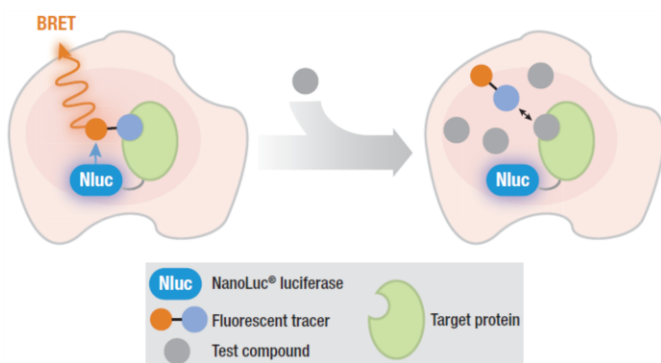 BRET
Nluc
Nluc
Nluc NanoLuc® luciferase
Fluorescent tracer
Target protein
Test compound